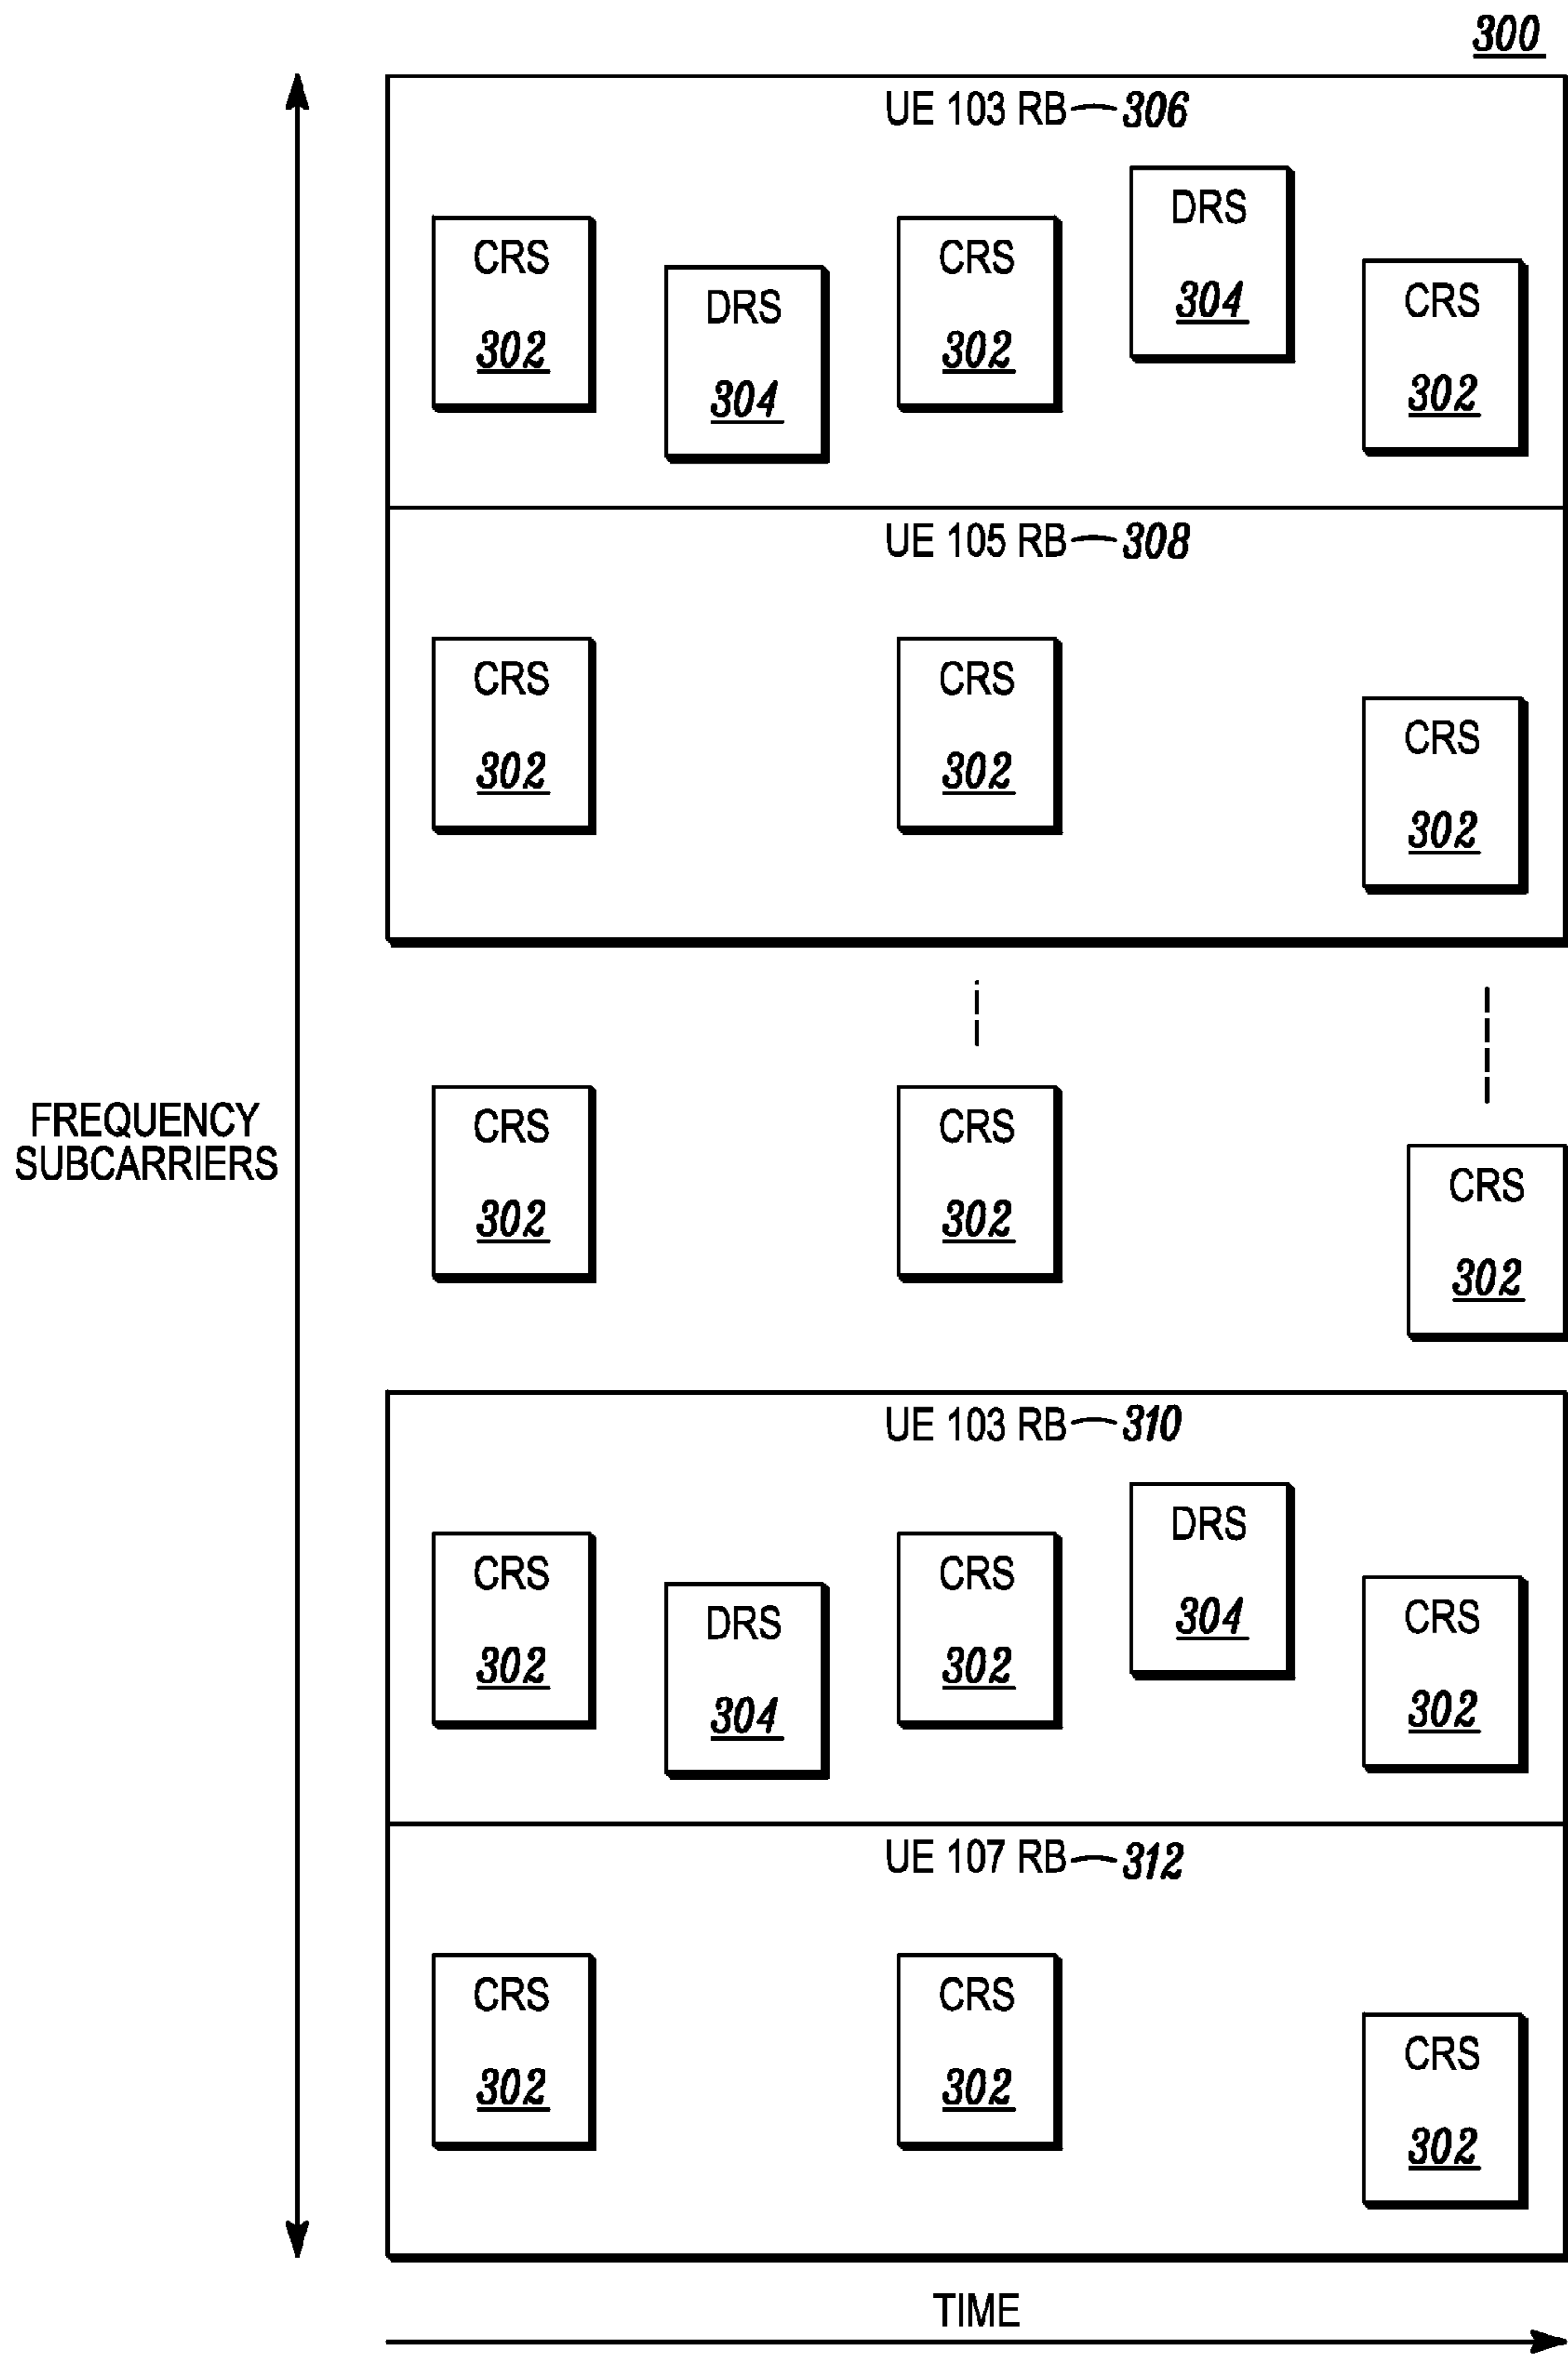 300
UE 103 RB 306
CRS
302
DRS
304
CRS
302
DRS
304
CRS
302
UE 105 RB 308
CRS
302
CRS
302
CRS
302
FREQUENCY
SUBCARRIERS
CRS
302
CRS
302
CRS
302
UE 103 RB 310
CRS
302
DRS
304
CRS
302
DRS
304
CRS
302
UE 107 RB 312
CRS
302
CRS
302
CRS
302
TIME